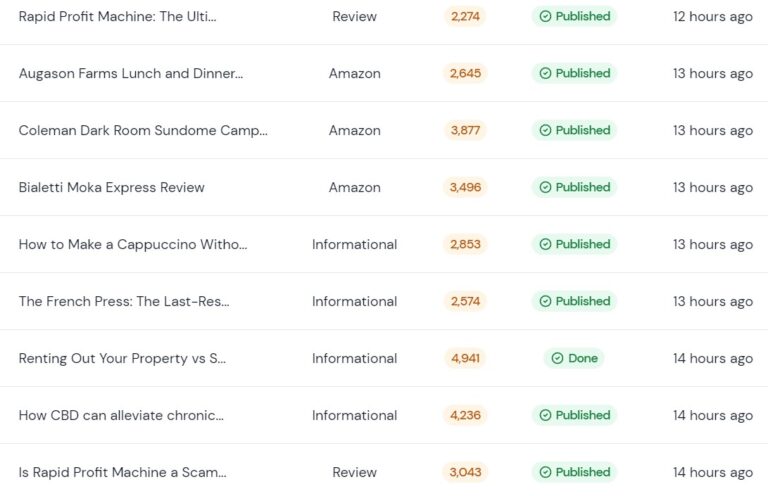 Rapid Profit Machine: The Ulti... Review 2,274 Published 12 hours ago
Augason Farms Lunch and Dinner... Amazon 2,645 Published 13 hours ago
Coleman Dark Room Sundome Camp... Amazon 3,877 Published 13 hours ago
Bialetti Moka Express Review Amazon 3,496 Published 13 hours ago
How to Make a Cappuccino Witho... Informational 2,853 Published 13 hours ago
The French Press: The Last-Res... Informational 2,574 Published 13 hours ago
Renting Out Your Property vs S... Informational 4,941 Done 14 hours ago
How CBD can alleviate chronic... Informational 4,236 Published 14 hours ago
Is Rapid Profit Machine a Scam... Review 3,043 Published 14 hours ago